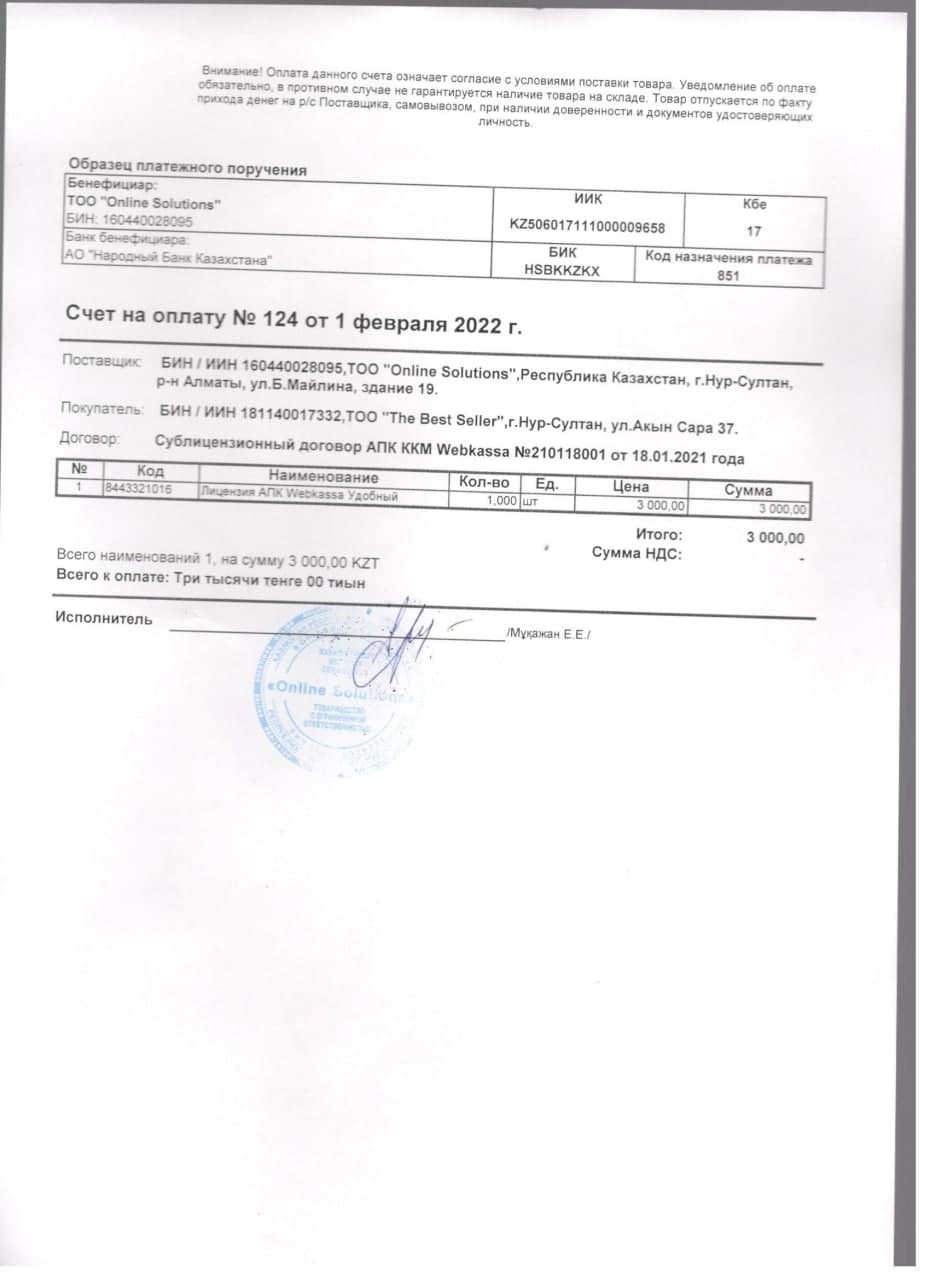 Внимание! Оплата данного счета означает согласие с условиями поставки товара. Уведомление об оплате
обязательно, в противном случае не гарантируется наличие товара на складе. Товар отпускается по факту
прихода денег на р/с Поставщика, самовывозом, при наличии доверенности и документов удостоверяющих
личность.
Образец платежного поручения
Бенефициар: ИИК Кбе
ТОО "Online Solutions"
БИН: 160440028095 KZ506017111000009658 17
Банк бенефициара: БИК Код назначения платежа
АО "Народный Банк Казахстана" HSBKKZKX 851
Счет на оплату № 124 от 1 февраля 2022 г.
Поставщик: БИН / ИИН 160440028095,ТОО "Online Solutions",Республика Казахстан, г.Нур-Султан,
р-н Алматы, ул.Б.Майлина, здание 19.
Покупатель: БИН / ИИН 181140017332,ТОО "The Best Seller",г.Нур-Султан, ул.Акын Сара 37.
Договор: Сублицензионный договор АПК ККМ Webkassa №210118001 от 18.01.2021 года
№ Код Наименование Кол-во Ед. Цена Сумма
1 8443321016 Лицензия АПК Webkassa Удобный 1,000 шт 3 000,00 3 000,00
Итого: 3 000,00
Сумма НДС: -
Всего наименований 1, на сумму 3 000,00 KZT
Всего к оплате: Три тысячи тенге 00 тиын
Исполнитель /Мұқажан Е.Е./
«Online Solutions»
ТОВАРИЩЕСТВО
С ОГРАНИЧЕННОЙ
ОТВЕТСТВЕННОСТЬЮ